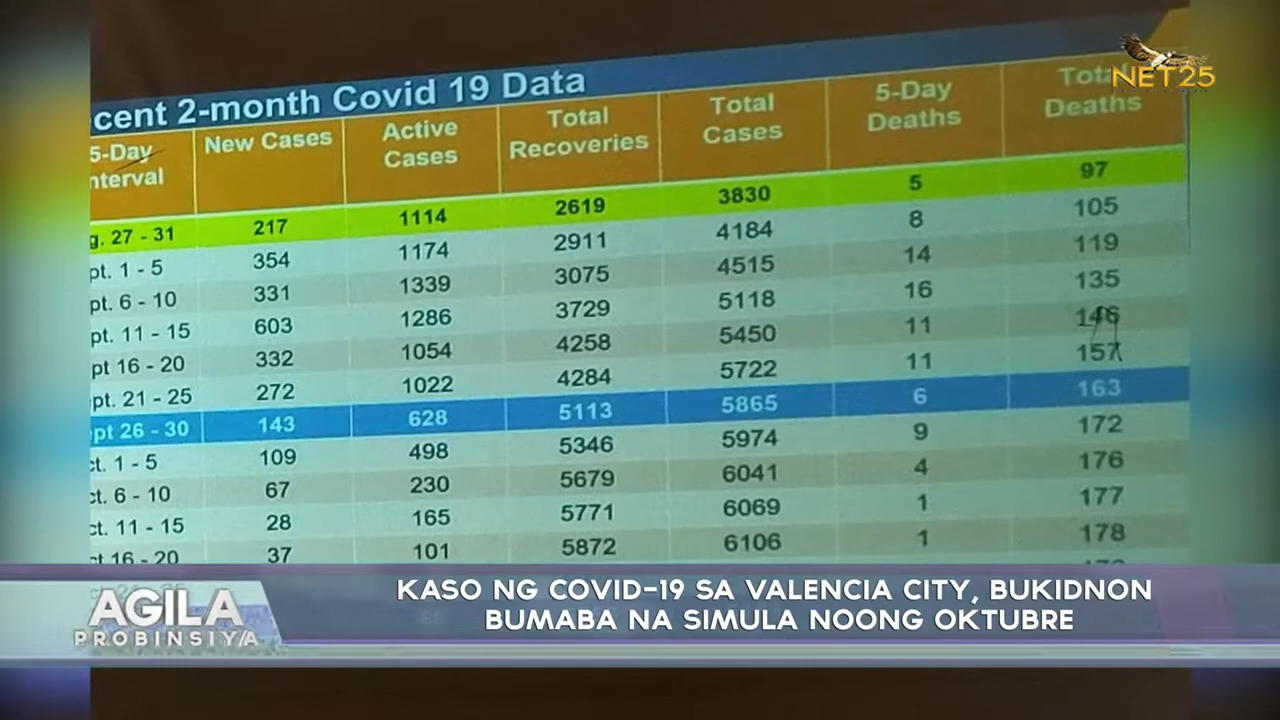 NET25
cent 2-month Covid 19 Data
5-Day nterval New Cases Active Cases Total Recoveries Total Cases 5-Day Deaths Total Deaths
g. 27 - 31 217 1114 2619 3830 5 97
pt. 1 - 5 354 1174 2911 4184 8 105
pt. 6 - 10 331 1339 3075 4515 14 119
pt. 11 - 15 603 1286 3729 5118 16 135
pt 16 - 20 332 1054 4258 5450 11 146
pt. 21 - 25 272 1022 4284 5722 11 157
pt 26 - 30 143 628 5113 5865 6 163
ct. 1 - 5 109 498 5346 5974 9 172
ct. 6 - 10 67 230 5679 6041 4 176
ct. 11 - 15 28 165 5771 6069 1 177
ct 16 - 20 37 101 5872 6106 1 178
AGILA
PROBINSIYA
KASO NG COVID-19 SA VALENCIA CITY, BUKIDNON
BUMABA NA SIMULA NOONG OKTUBRE